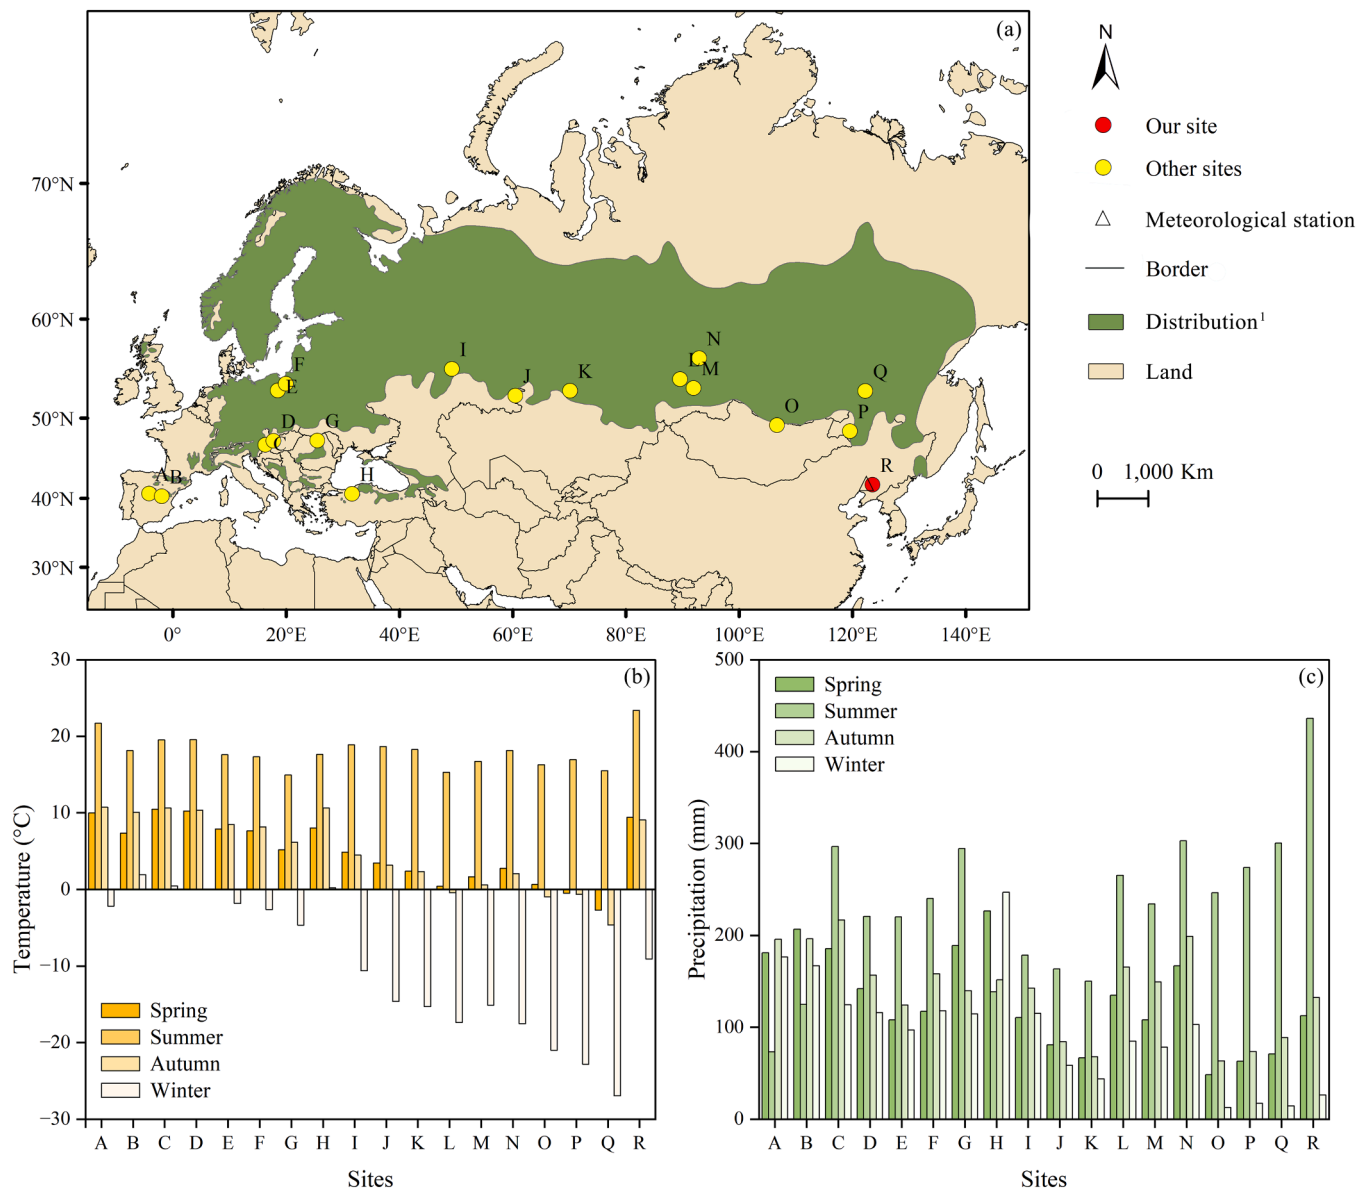 (a)
N
Our site
Other sites
Meteorological station
Border
Distribution1
Land
0 1,000 Km
70°N
60°N
50°N
40°N
30°N
N
I
F
M
J
K
Q
E
D
G
O
P
A
B
H
R
0° 20°E 40°E 60°E 80°E 100°E 120°E 140°E
(b)
30
20
10
0
−10
−20
−30
Temperature (°C)
Spring
Summer
Autumn
Winter
A B C D E F G H I J K L M N O P Q R
Sites
(c)
500
400
300
200
100
0
Precipitation (mm)
Spring
Summer
Autumn
Winter
A B C D E F G H I J K L M N O P Q R
Sites